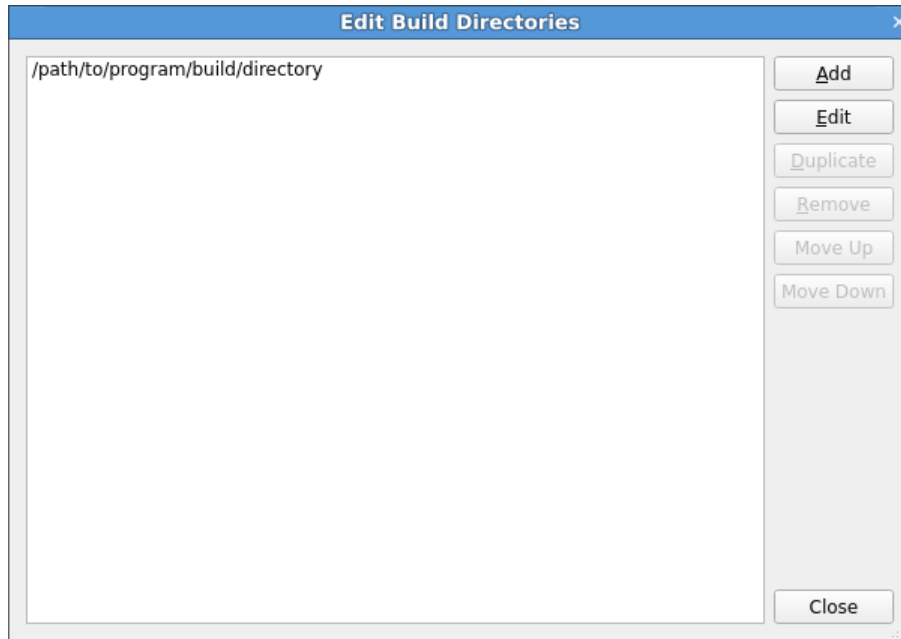 Edit Build Directories
/path/to/program/build/directory
Add
Edit
Duplicate
Remove
Move Up
Move Down
Close